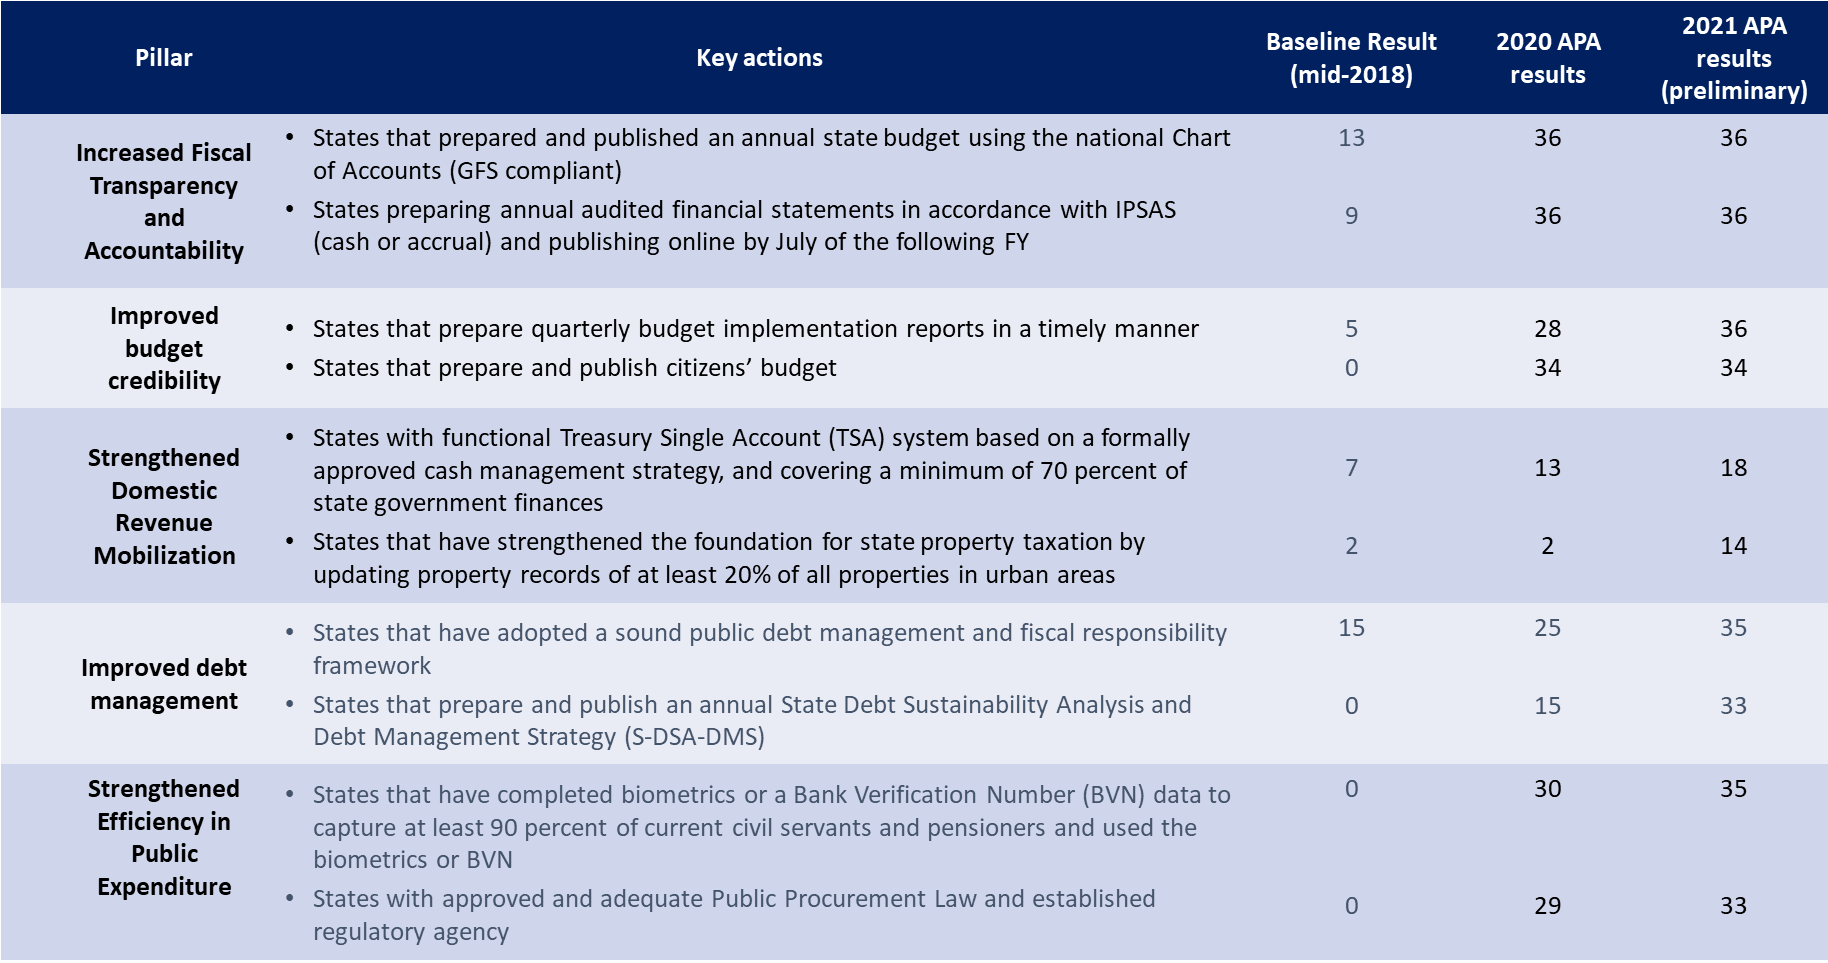 Pillar
Key actions
Baseline Result
(mid-2018)
2020 APA
results
2021 APA
results
(preliminary)
Increased Fiscal
Transparency
and
Accountability
• States that prepared and published an annual state budget using the national Chart
of Accounts (GFS compliant)
13
36
36
• States preparing annual audited financial statements in accordance with IPSAS
(cash or accrual) and publishing online by July of the following FY
9
36
36
Improved
budget
credibility
• States that prepare quarterly budget implementation reports in a timely manner
5
28
36
• States that prepare and publish citizens’ budget
0
34
34
Strengthened
Domestic
Revenue
Mobilization
• States with functional Treasury Single Account (TSA) system based on a formally
approved cash management strategy, and covering a minimum of 70 percent of
state government finances
7
13
18
• States that have strengthened the foundation for state property taxation by
updating property records of at least 20% of all properties in urban areas
2
2
14
Improved debt
management
• States that have adopted a sound public debt management and fiscal responsibility
framework
15
25
35
• States that prepare and publish an annual State Debt Sustainability Analysis and
Debt Management Strategy (S-DSA-DMS)
0
15
33
Strengthened
Efficiency in
Public
Expenditure
• States that have completed biometrics or a Bank Verification Number (BVN) data to
capture at least 90 percent of current civil servants and pensioners and used the
biometrics or BVN
0
30
35
• States with approved and adequate Public Procurement Law and established
regulatory agency
0
29
33